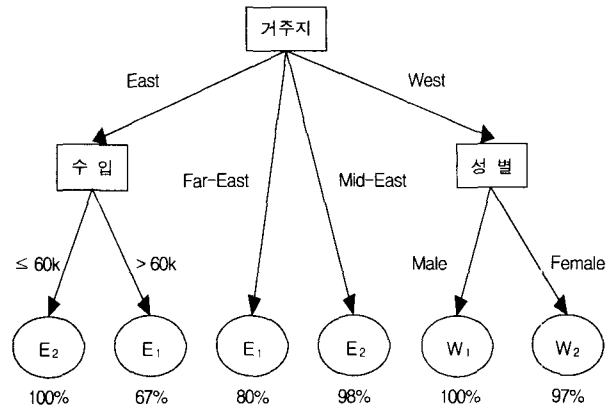 거주지
East
West
수 입
Far-East
Mid-East
성 별
≤ 60k
> 60k
Male
Female
E₂
E₁
E₁
E₂
W₁
W₂
100%
67%
80%
98%
100%
97%